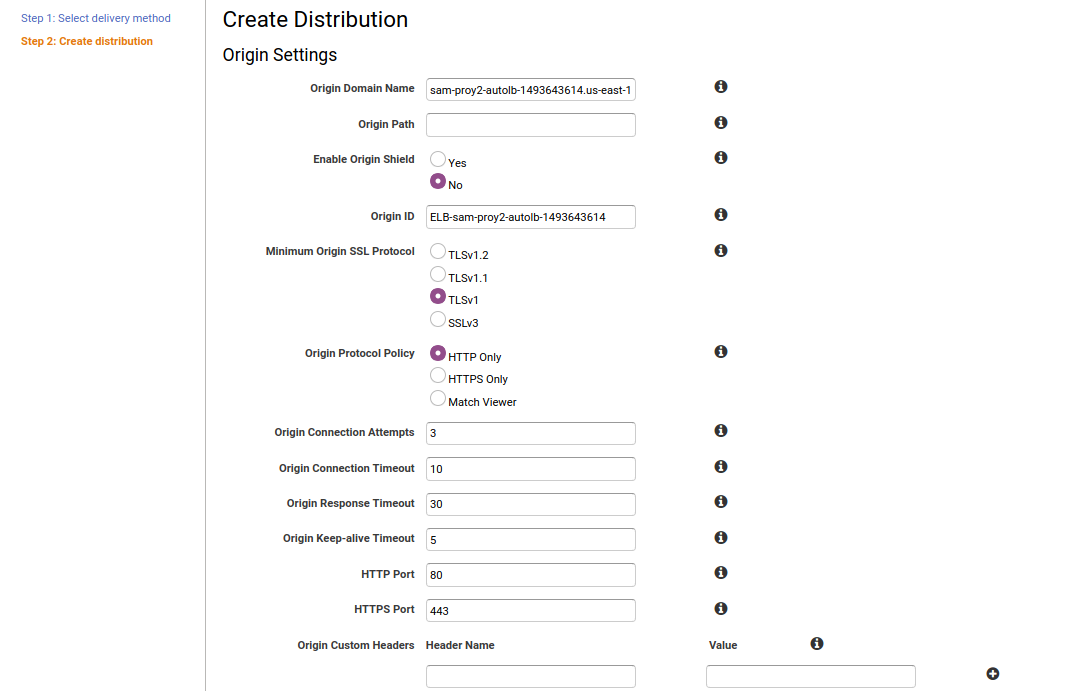 Step 1: Select delivery method
Step 2: Create distribution
Create Distribution
Origin Settings
Origin Domain Name sam-proy2-autolb-1493643614.us-east-1
Origin Path
Enable Origin Shield Yes
No
Origin ID ELB-sam-proy2-autolb-1493643614
Minimum Origin SSL Protocol TLSv1.2
TLSv1.1
TLSv1
SSLv3
Origin Protocol Policy HTTP Only
HTTPS Only
Match Viewer
Origin Connection Attempts 3
Origin Connection Timeout 10
Origin Response Timeout 30
Origin Keep-alive Timeout 5
HTTP Port 80
HTTPS Port 443
Origin Custom Headers Header Name Value